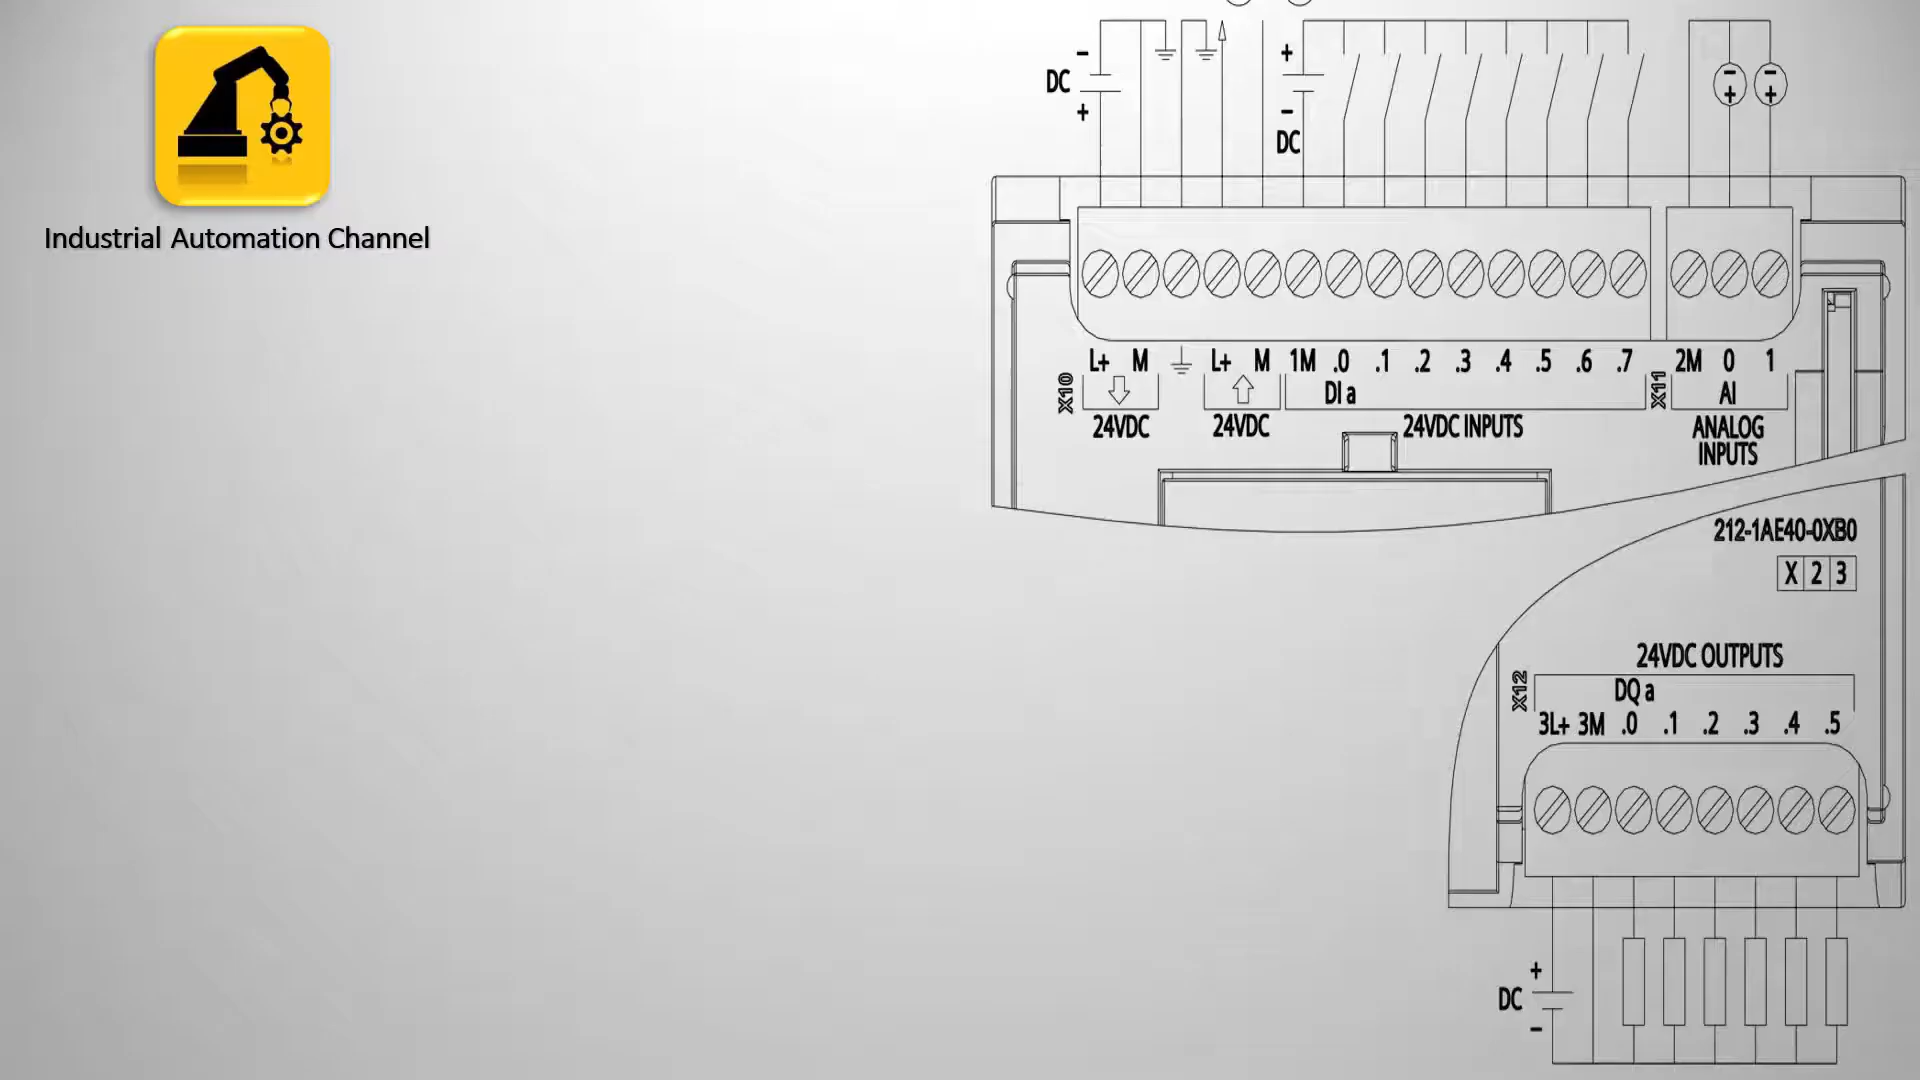 Industrial Automation Channel
- +
DC DC
+ -
- -
+ +
L+ M L+ M 1M .0 .1 .2 .3 .4 .5 .6 .7 2M 0 1
X10 DI a X11 AI
24VDC 24VDC 24VDC INPUTS ANALOG
INPUTS
212-1AE40-0XB0
X 2 3
24VDC OUTPUTS
X12 DQ a
3L+ 3M .0 .1 .2 .3 .4 .5
+
DC
-